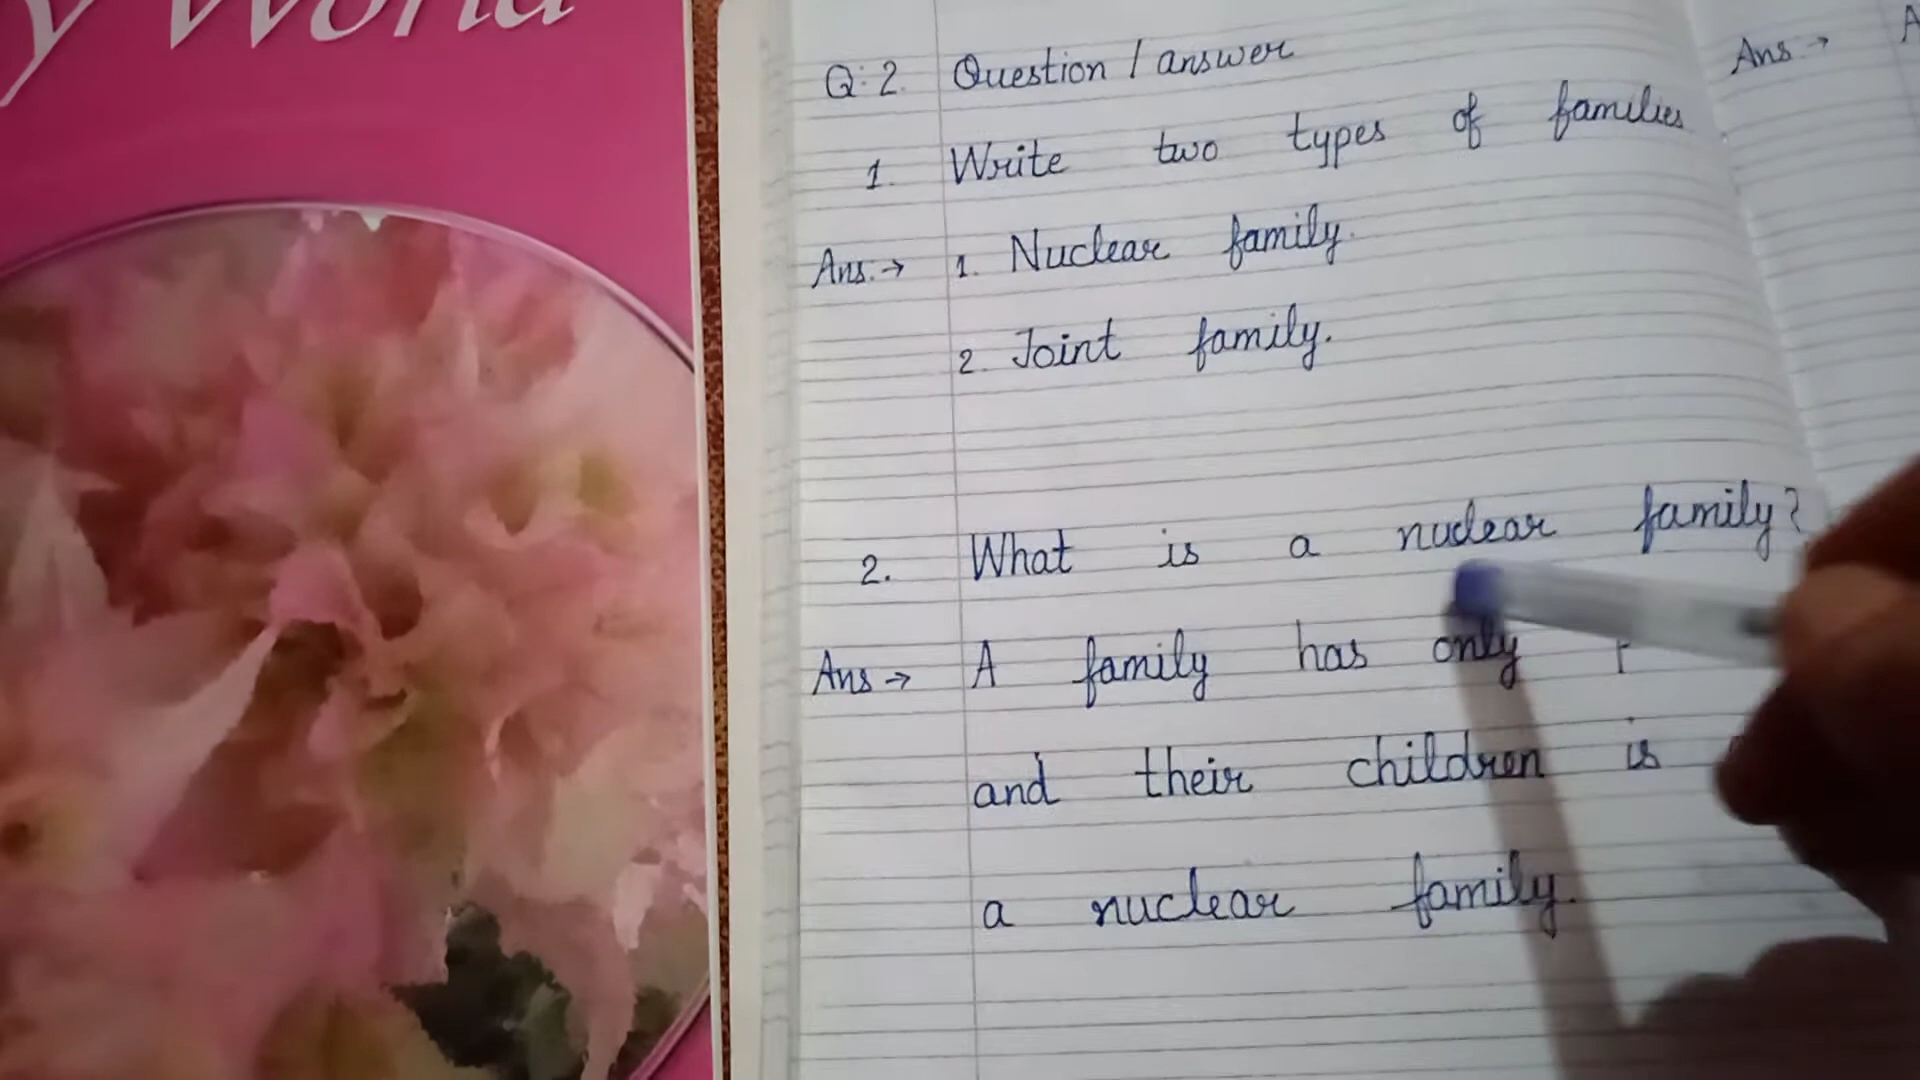 World
Q:2. Question / answer
1. Write two types of families
Ans.→ 1. Nuclear family.
2. Joint family.
2. What is a nuclear family?
Ans → A family has only
and their children is
a nuclear family.
Ans →